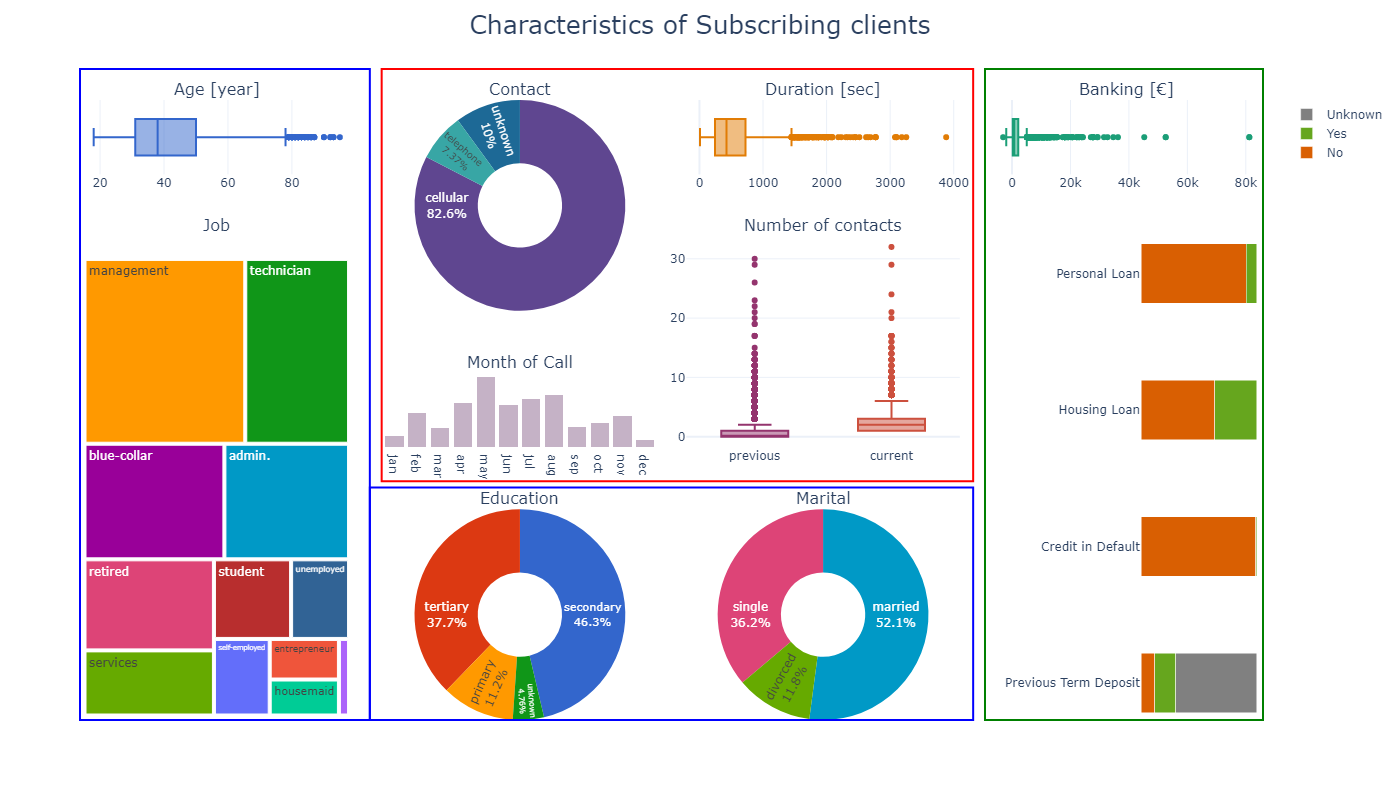 Characteristics of Subscribing clients
Age [year]
20 40 60 80
Job
management
technician
blue-collar
admin.
retired
student
unemployed
services
self-employed
entrepreneur
housemaid
Contact
unknown
10%
telephone
7.37%
cellular
82.6%
Month of Call
Jan feb mar apr may Jun Jul aug sep oct nov dec
Duration [sec]
0 1000 2000 3000 4000
Number of contacts
30
20
10
0
previous current
Education
secondary
46.3%
tertiary
37.7%
primary
11.2%
unknown
4.76%
Marital
married
52.1%
single
36.2%
divorced
11.8%
Banking [€]
0 20k 40k 60k 80k
Personal Loan
Housing Loan
Credit in Default
Previous Term Deposit
Unknown
Yes
No